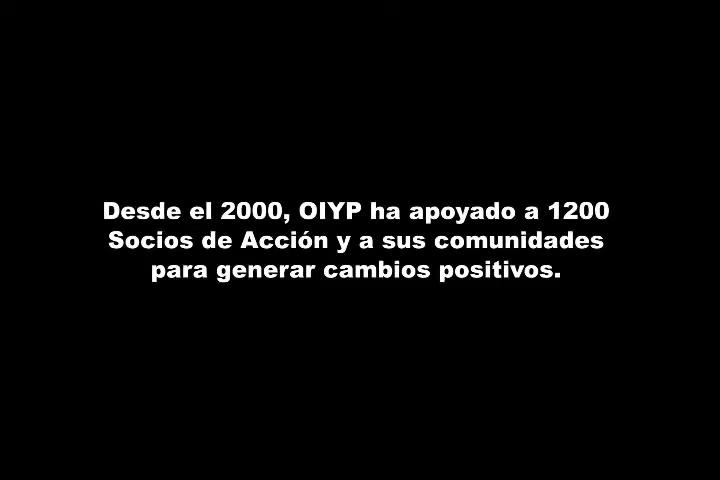 Desde el 2000, OIYP ha apoyado a 1200
Socios de Acción y a sus comunidades
para generar cambios positivos.